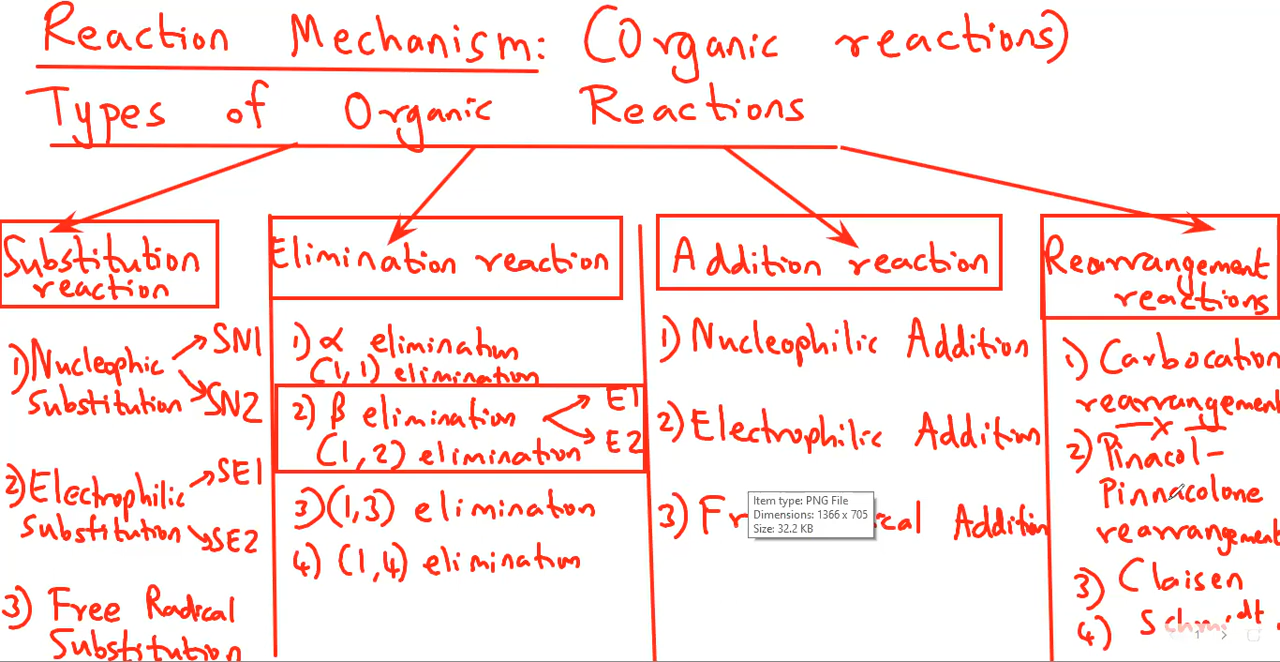 Reaction Mechanism: (Organic reactions)
Types of Organic Reactions
Substitution
reaction
1) Nucleophic
substitution
SN1
SN2
2) Electrophilic
substitution
SE1
SE2
3) Free Radical
Substitution
Elimination reaction
1) α elimination
(1,1) elimination
2) β elimination
(1,2) elimination
E1
E2
3) (1,3) elimination
4) (1,4) elimination
Addition reaction
1) Nucleophilic Addition
2) Electrophilic Addition
3) Addition
Item type: PNG File
Dimensions: 1366 x 705
Size: 32.2 KB
Rearrangement
reactions
1) Carbocation
rearrangement
2) Pinacol-
Pinnacolone
rearrangement
3) Claisen
4) Schmidt
1